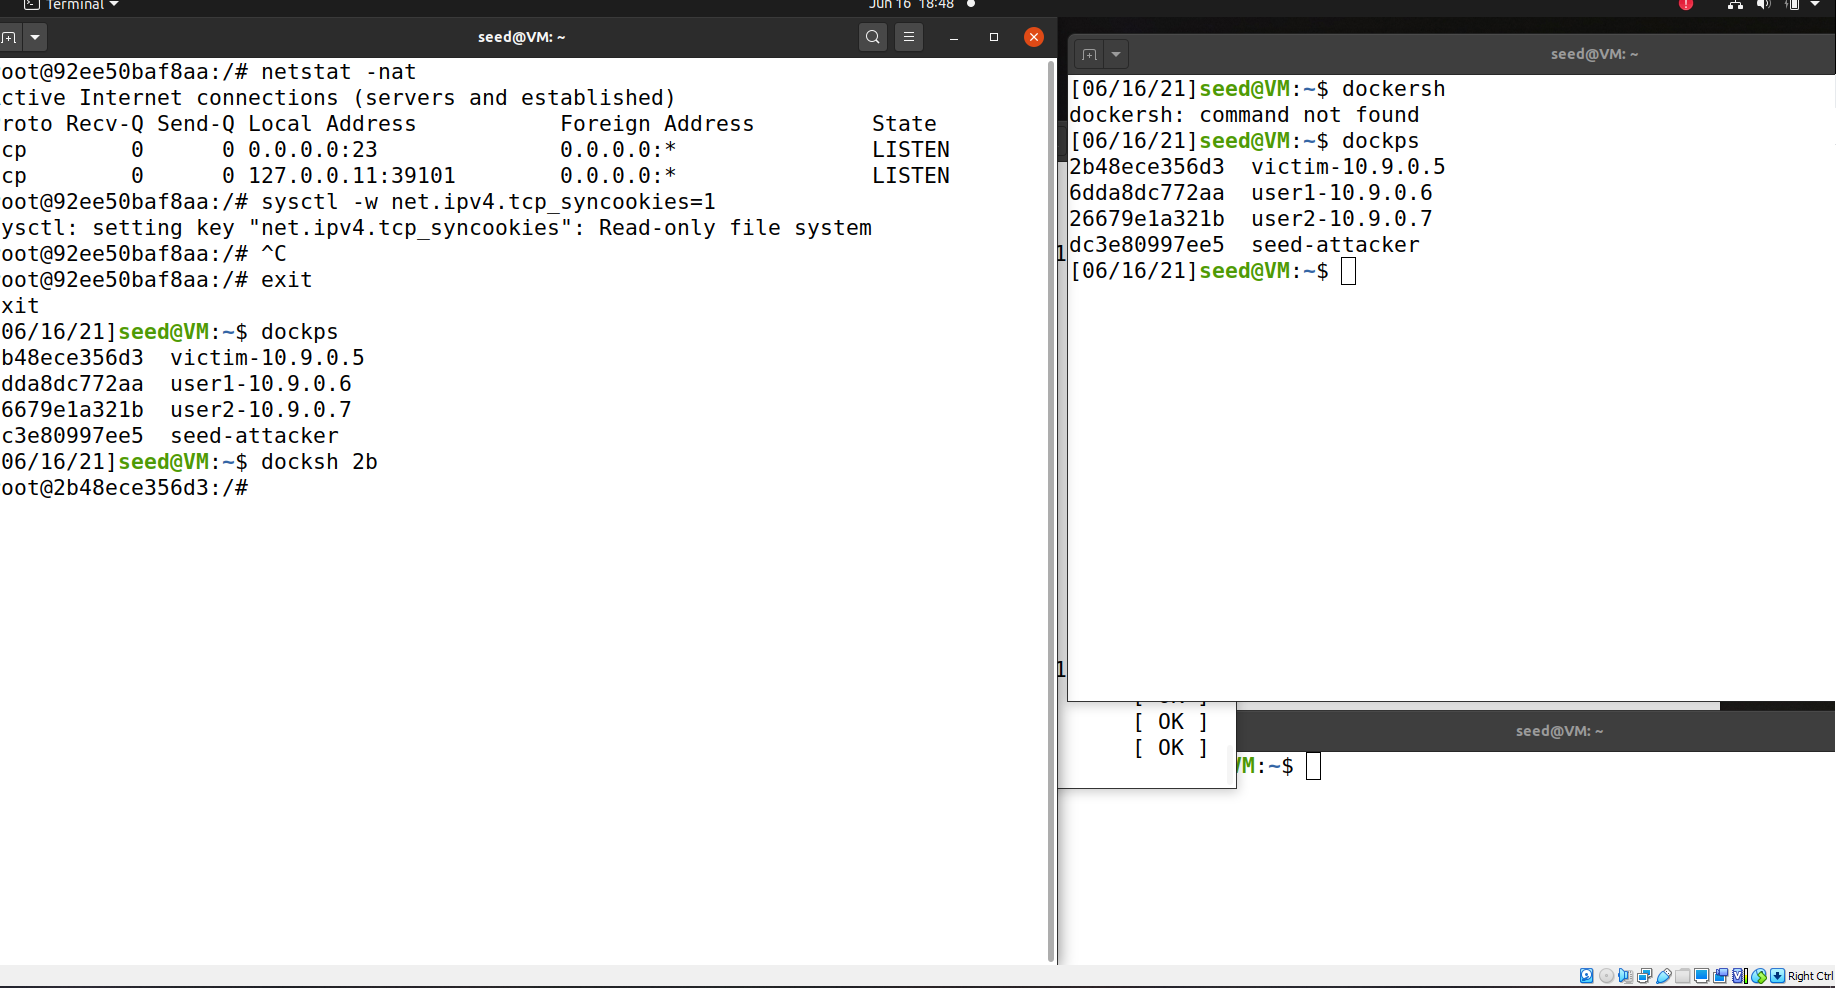 Terminal
Jun 16 18:48
seed@VM: ~
oot@92ee50baf8aa:/# netstat -nat
ctive Internet connections (servers and established)
roto Recv-Q Send-Q Local Address           Foreign Address         State
cp        0      0 0.0.0.0:23              0.0.0.0:*               LISTEN
cp        0      0 127.0.0.11:39101        0.0.0.0:*               LISTEN
oot@92ee50baf8aa:/# sysctl -w net.ipv4.tcp_syncookies=1
ysctl: setting key "net.ipv4.tcp_syncookies": Read-only file system
oot@92ee50baf8aa:/# ^C
oot@92ee50baf8aa:/# exit
xit
06/16/21]seed@VM:~$ dockps
b48ece356d3  victim-10.9.0.5
dda8dc772aa  user1-10.9.0.6
6679e1a321b  user2-10.9.0.7
c3e80997ee5  seed-attacker
06/16/21]seed@VM:~$ docksh 2b
oot@2b48ece356d3:/#
seed@VM: ~
[06/16/21]seed@VM:~$ dockersh
dockersh: command not found
[06/16/21]seed@VM:~$ dockps
2b48ece356d3  victim-10.9.0.5
6dda8dc772aa  user1-10.9.0.6
26679e1a321b  user2-10.9.0.7
dc3e80997ee5  seed-attacker
[06/16/21]seed@VM:~$
1
1
[ OK ]
[ OK ]
seed@VM: ~
VM:~$
Right Ctrl